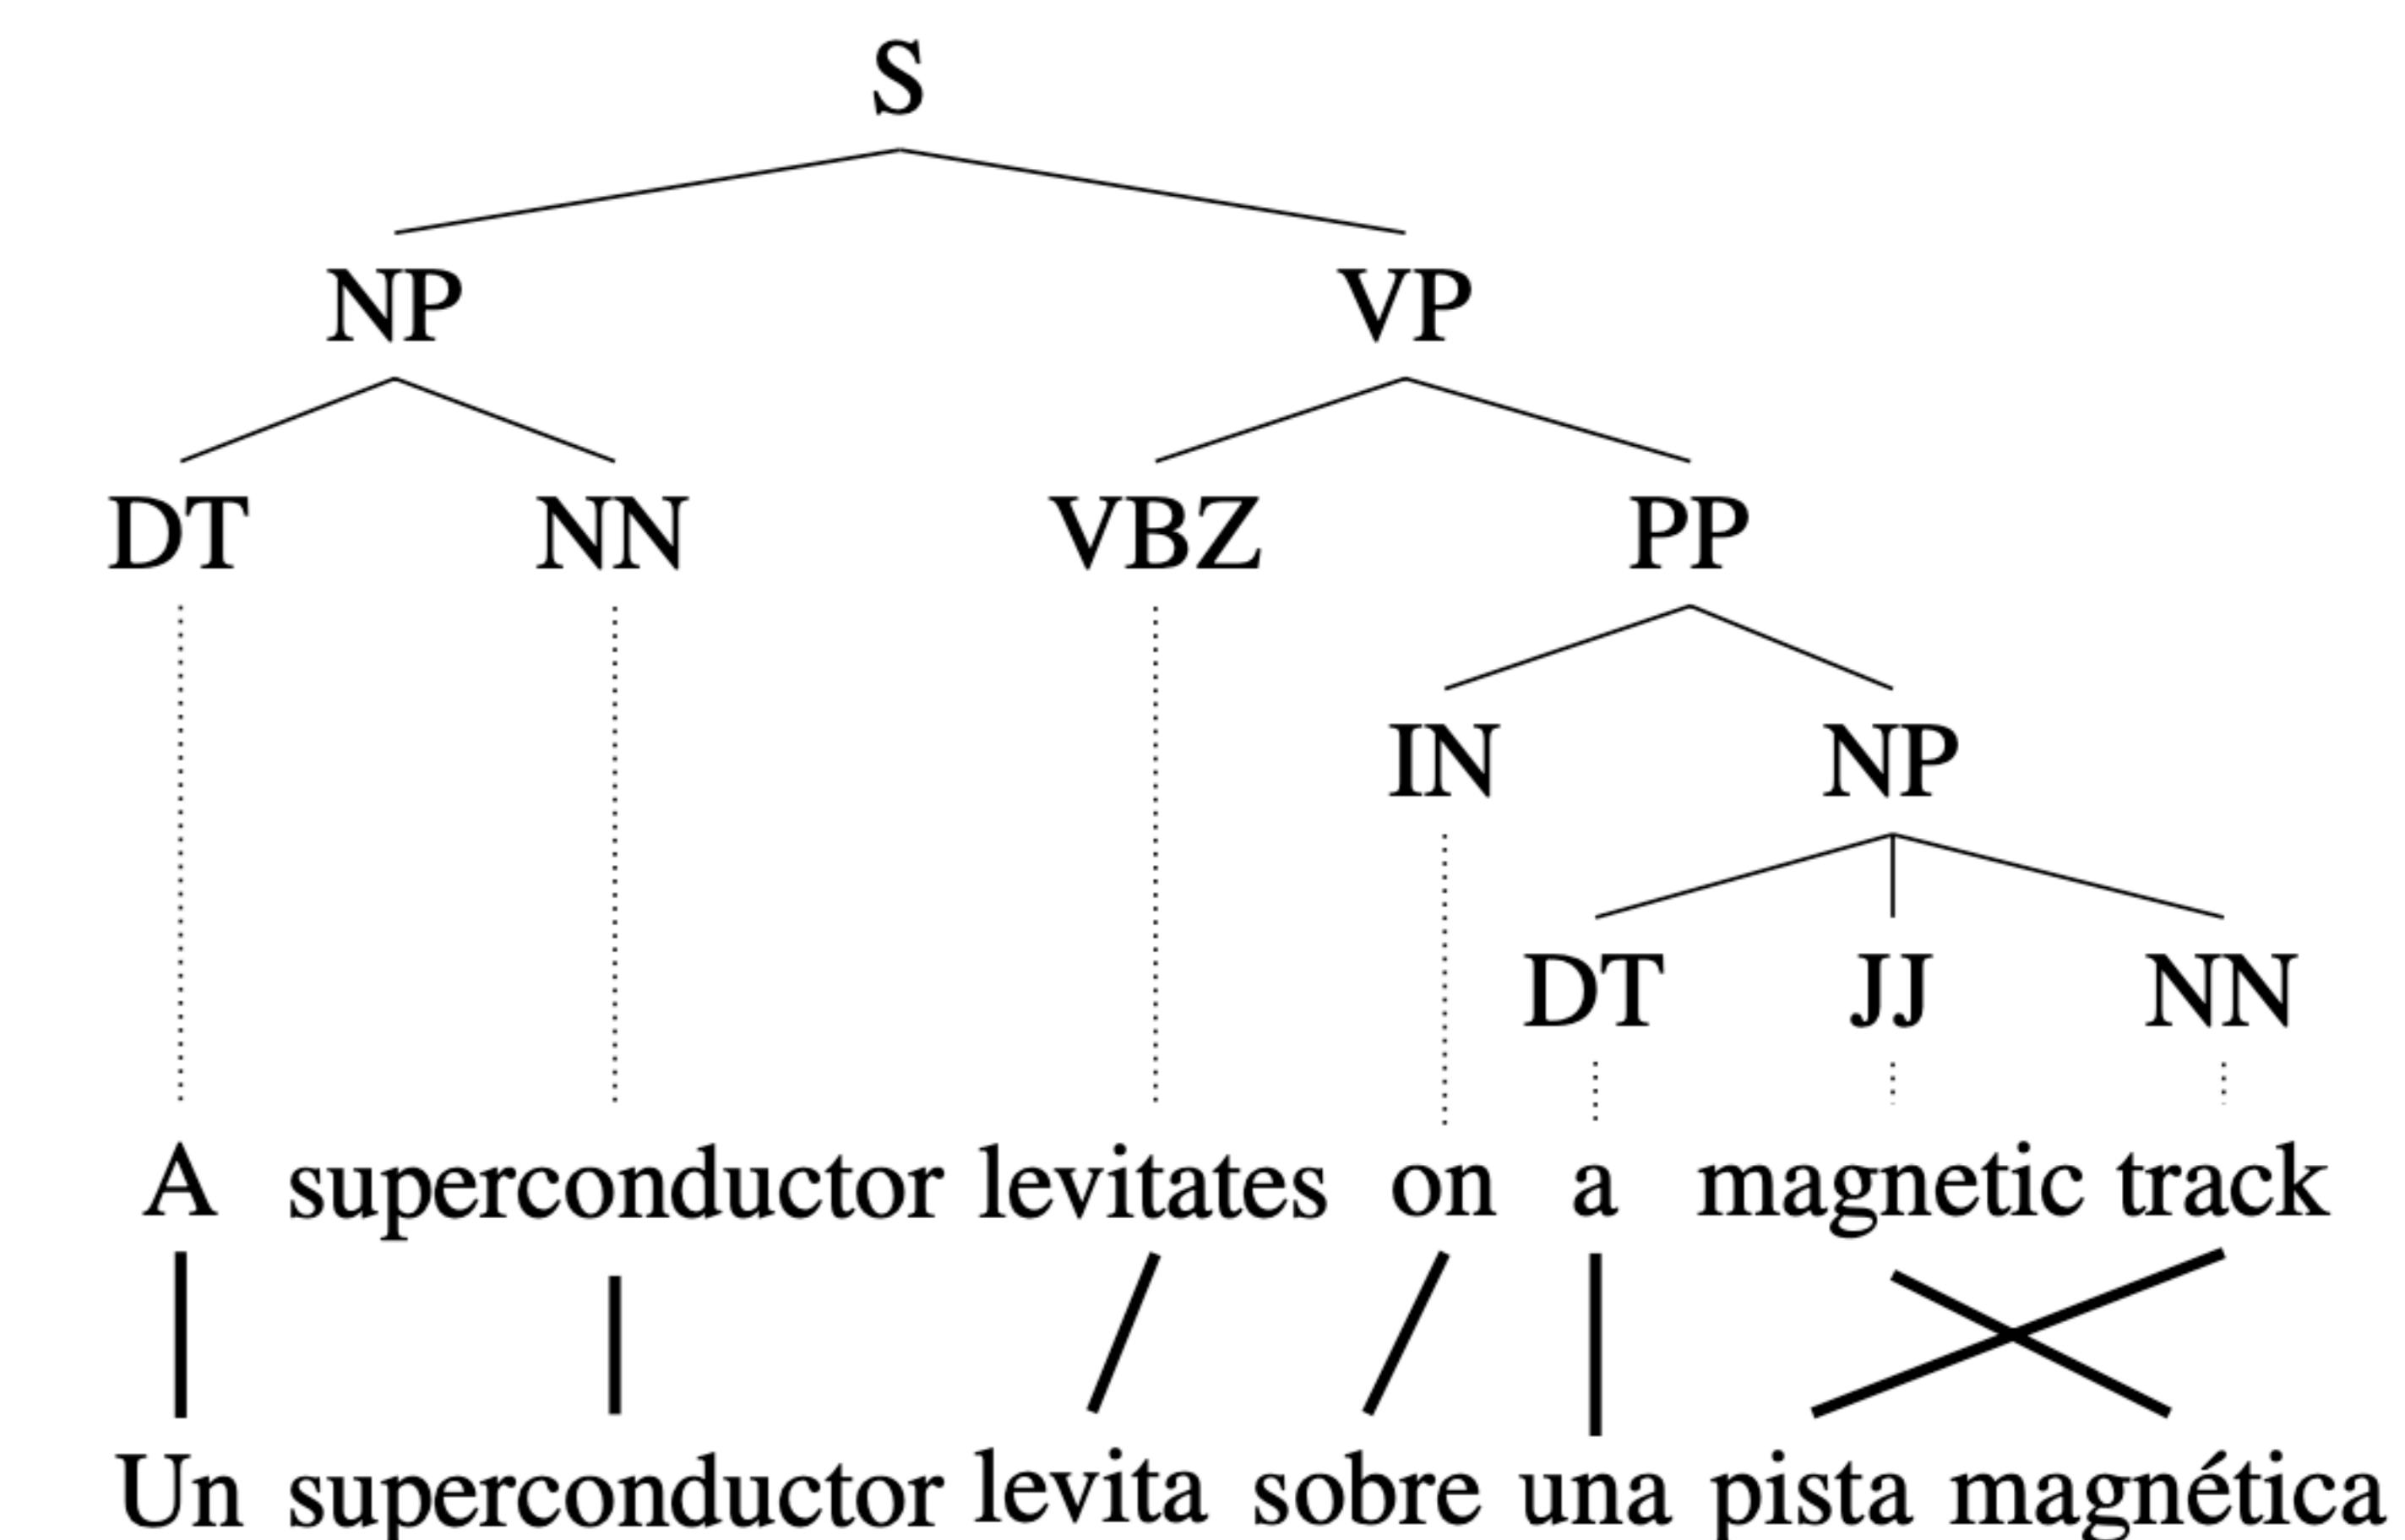 S
NP VP
DT NN VBZ PP
IN NP
DT JJ NN
A superconductor levitates on a magnetic track
Un superconductor levita sobre una pista magnética